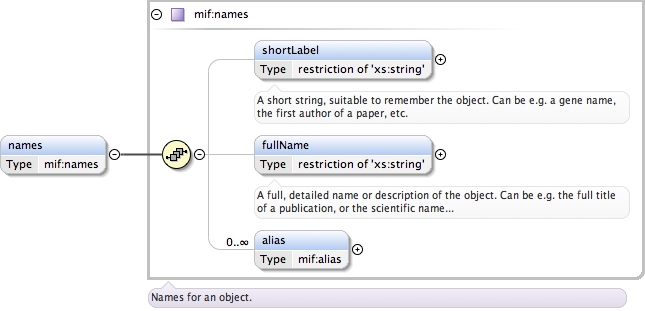 mif:names
shortLabel
Type restriction of 'xs:string'
A short string, suitable to remember the object. Can be e.g. a gene name,
the first author of a paper, etc.
names
Type mif:names
fullName
Type restriction of 'xs:string'
A full, detailed name or description of the object. Can be e.g. the full title
of a publication, or the scientific name...
0..∞
alias
Type mif:alias
Names for an object.